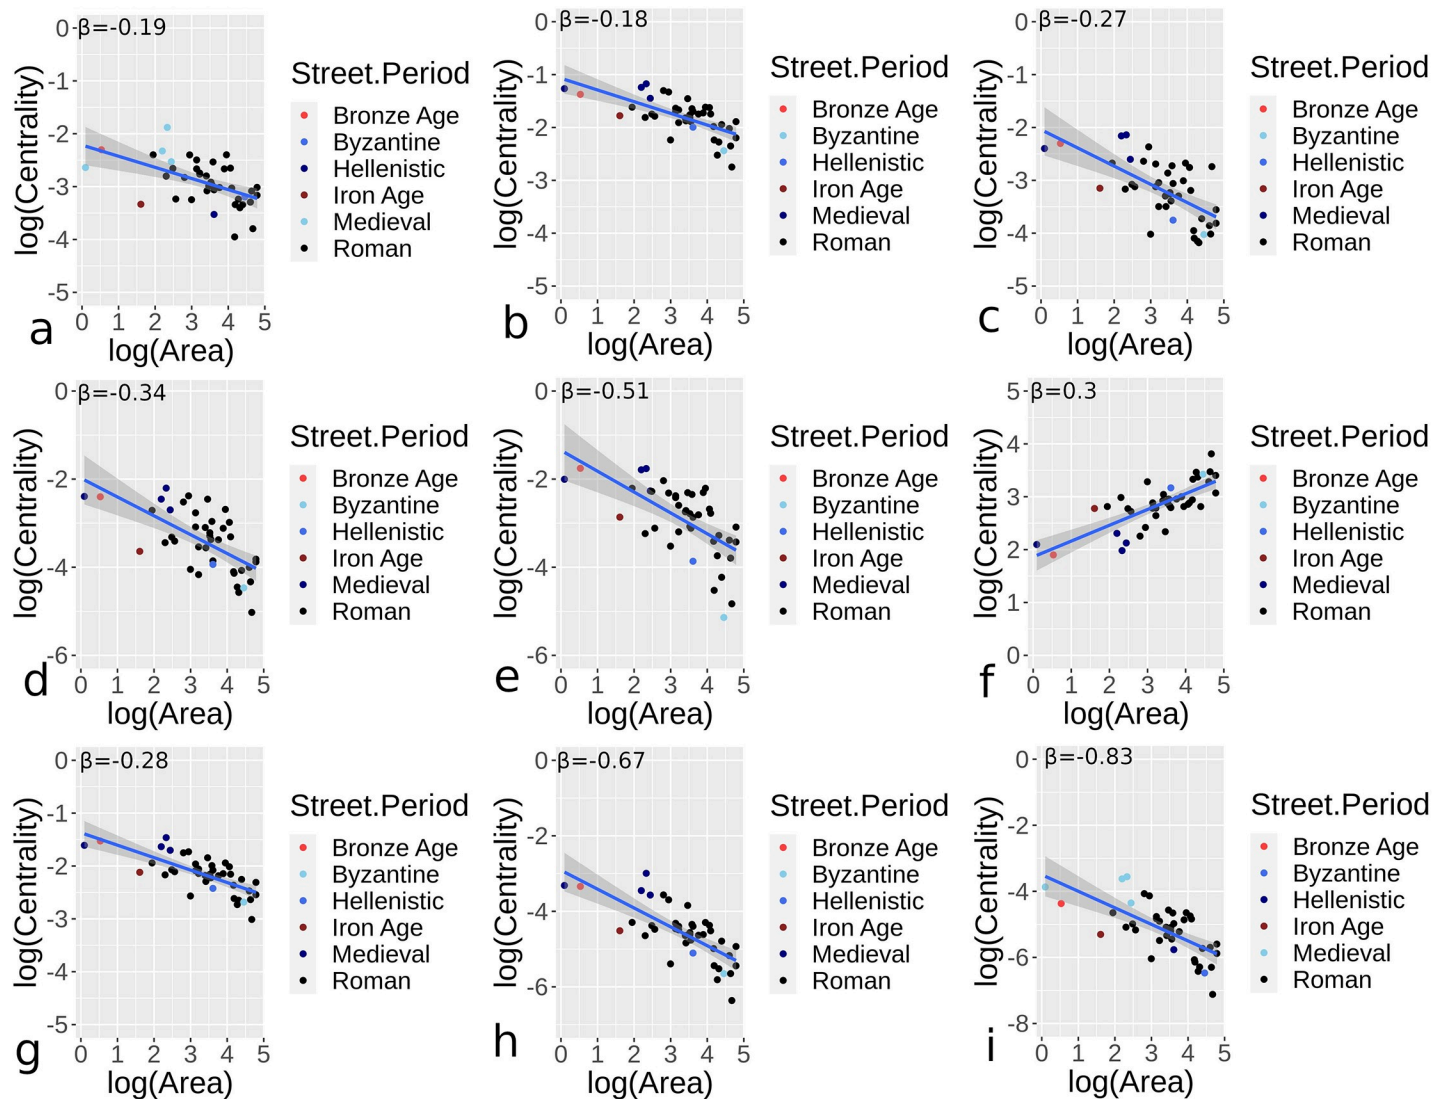 β=-0.19
0
-1
-2
-3
-4
-5
log(Centrality)
0 1 2 3 4 5
log(Area)
Street.Period
Bronze Age
Byzantine
Hellenistic
Iron Age
Medieval
Roman
a
β=-0.18
0
-1
-2
-3
-4
-5
log(Centrality)
0 1 2 3 4 5
log(Area)
Street.Period
Bronze Age
Byzantine
Hellenistic
Iron Age
Medieval
Roman
b
β=-0.27
0
-1
-2
-3
-4
-5
log(Centrality)
0 1 2 3 4 5
log(Area)
Street.Period
Bronze Age
Byzantine
Hellenistic
Iron Age
Medieval
Roman
c
β=-0.34
0
-2
-4
-6
log(Centrality)
0 1 2 3 4 5
log(Area)
Street.Period
Bronze Age
Byzantine
Hellenistic
Iron Age
Medieval
Roman
d
β=-0.51
0
-2
-4
-6
log(Centrality)
0 1 2 3 4 5
log(Area)
Street.Period
Bronze Age
Byzantine
Hellenistic
Iron Age
Medieval
Roman
e
β=0.3
5
4
3
2
1
0
log(Centrality)
0 1 2 3 4 5
log(Area)
Street.Period
Bronze Age
Byzantine
Hellenistic
Iron Age
Medieval
Roman
f
β=-0.28
0
-1
-2
-3
-4
-5
log(Centrality)
0 1 2 3 4 5
log(Area)
Street.Period
Bronze Age
Byzantine
Hellenistic
Iron Age
Medieval
Roman
g
β=-0.67
0
-2
-4
-6
log(Centrality)
0 1 2 3 4 5
log(Area)
Street.Period
Bronze Age
Byzantine
Hellenistic
Iron Age
Medieval
Roman
h
β=-0.83
0
-2
-4
-6
-8
log(Centrality)
0 1 2 3 4 5
log(Area)
Street.Period
Bronze Age
Byzantine
Hellenistic
Iron Age
Medieval
Roman
i